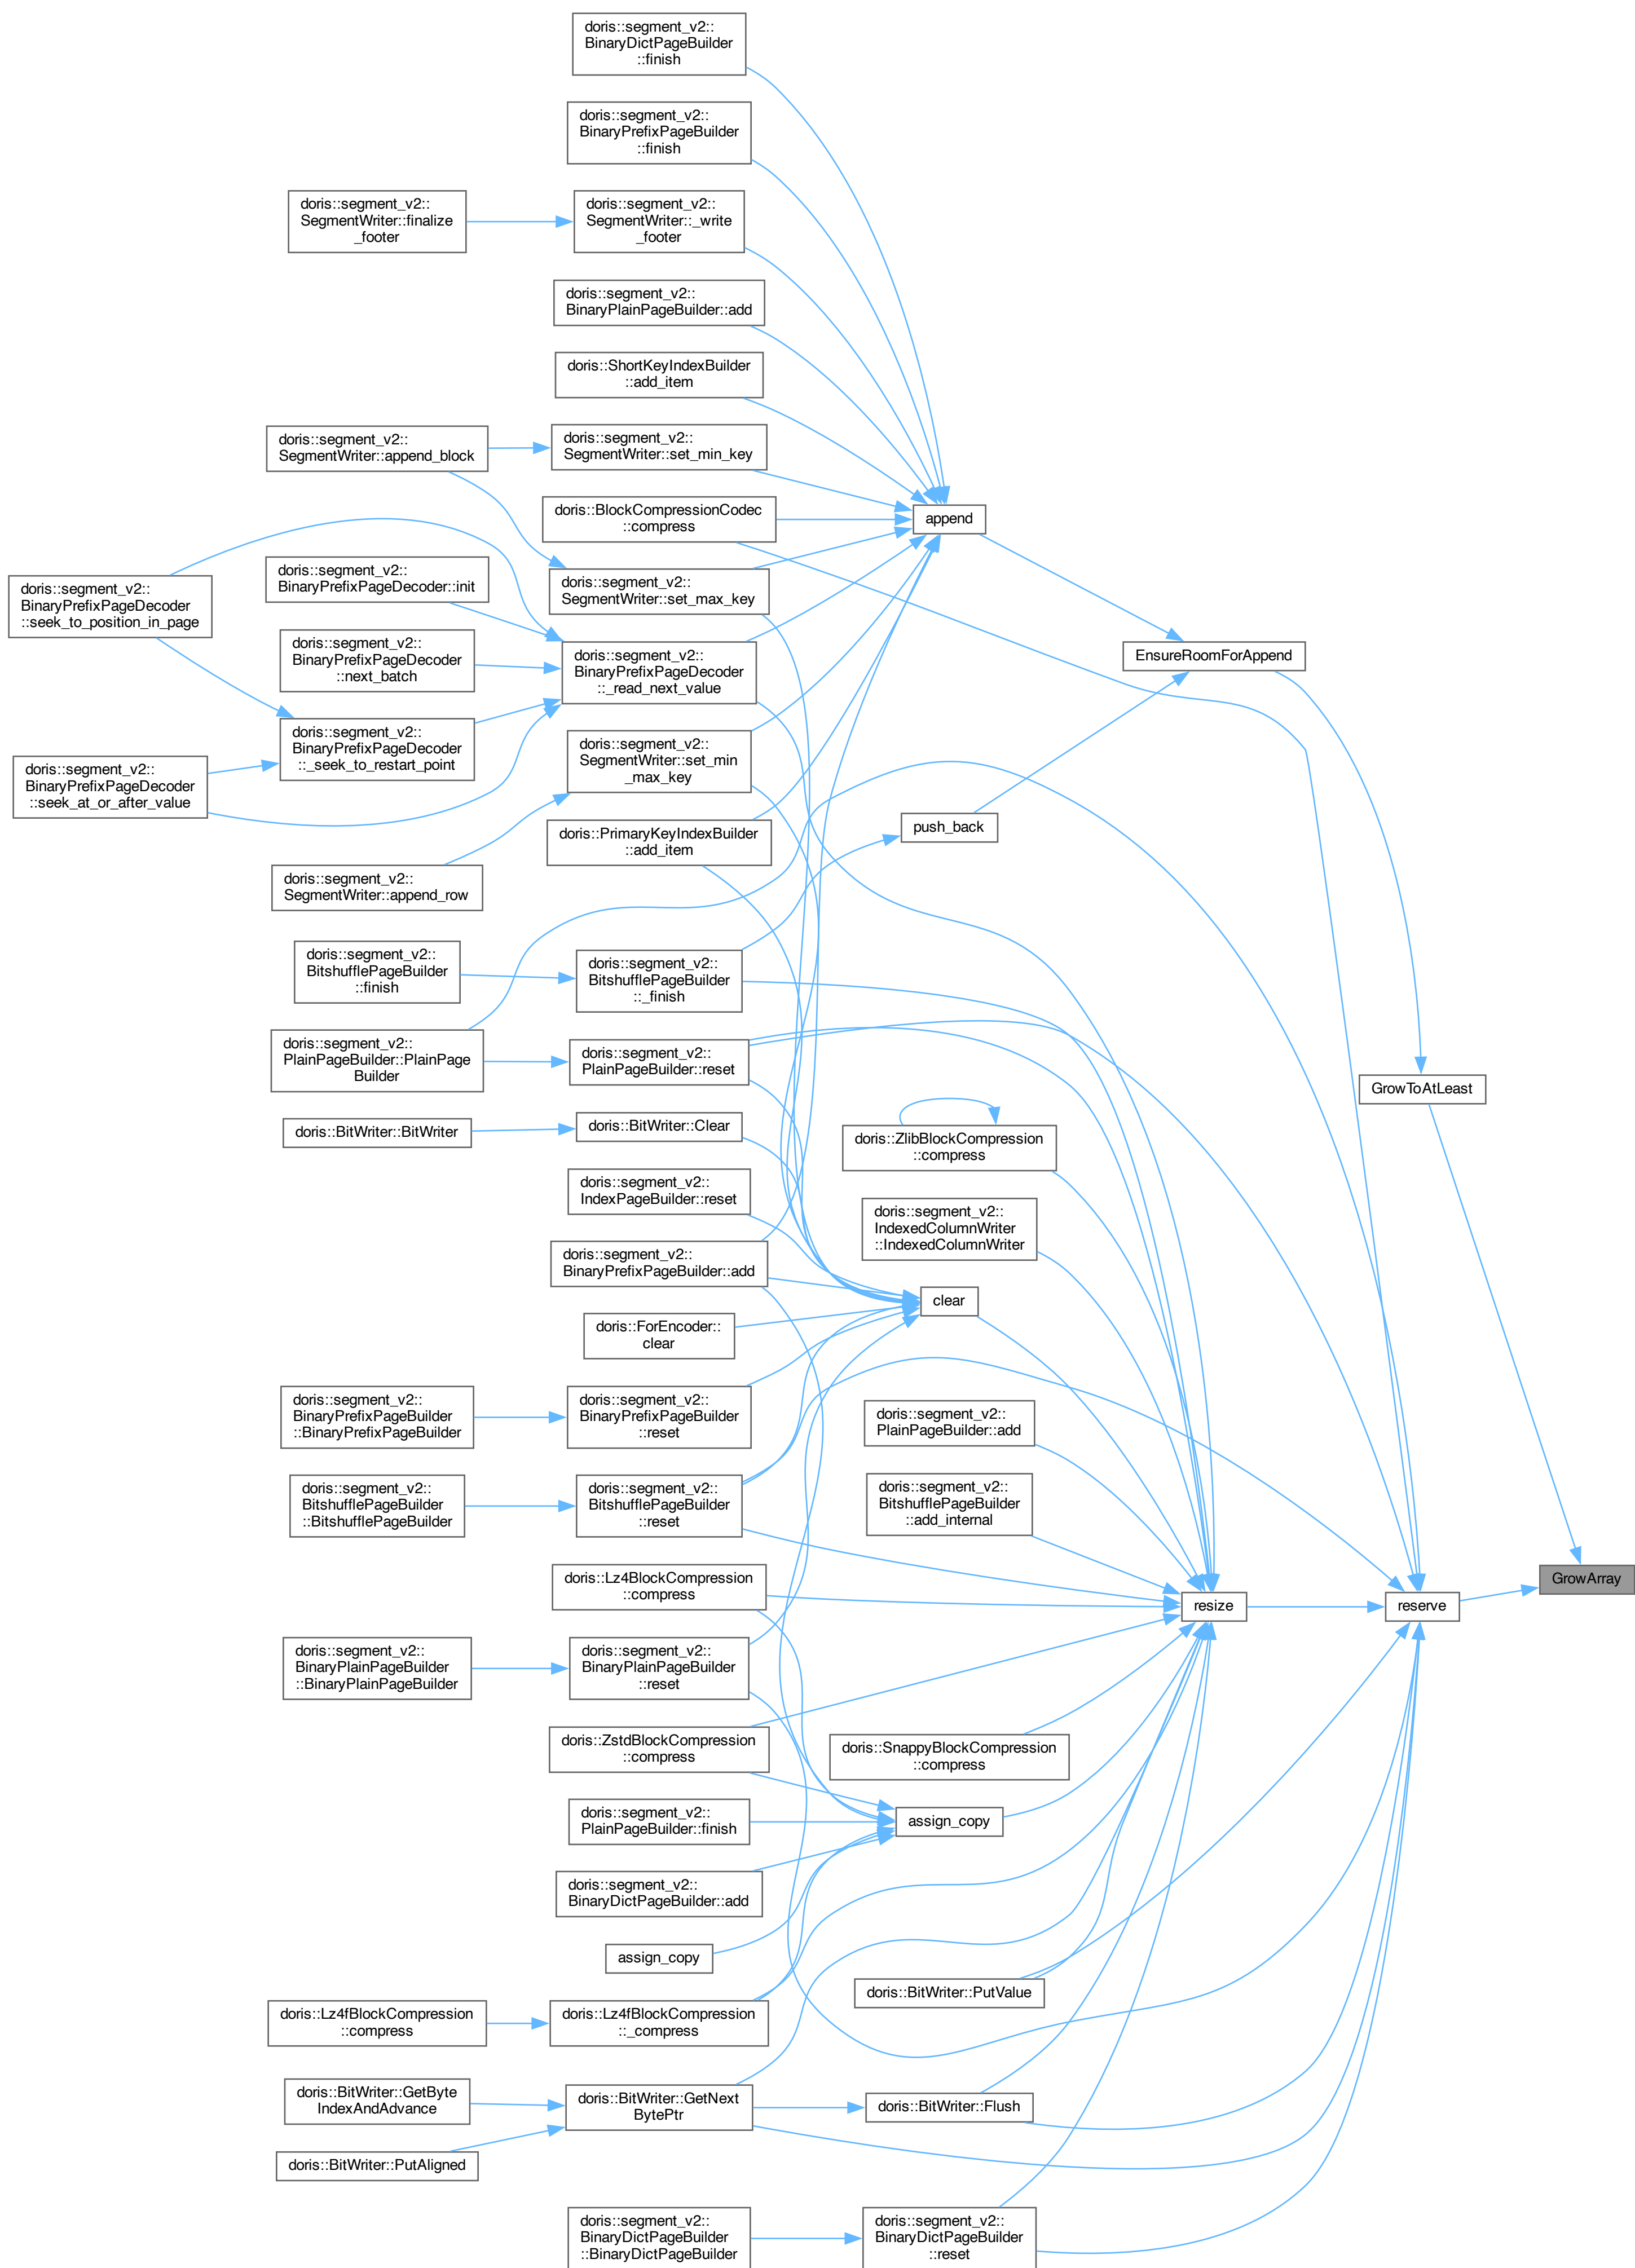 doris::segment_v2::
BinaryDictPageBuilder
::finish
doris::segment_v2::
BinaryPrefixPageBuilder
::finish
doris::segment_v2::
SegmentWriter::finalize
_footer
doris::segment_v2::
SegmentWriter::_write
_footer
doris::segment_v2::
BinaryPlainPageBuilder::add
doris::ShortKeyIndexBuilder
::add_item
doris::segment_v2::
SegmentWriter::append_block
doris::segment_v2::
SegmentWriter::set_min_key
doris::BlockCompressionCodec
::compress
append
doris::segment_v2::
BinaryPrefixPageDecoder
::seek_to_position_in_page
doris::segment_v2::
BinaryPrefixPageDecoder::init
doris::segment_v2::
SegmentWriter::set_max_key
doris::segment_v2::
BinaryPrefixPageDecoder
::next_batch
doris::segment_v2::
BinaryPrefixPageDecoder
::_read_next_value
EnsureRoomForAppend
doris::segment_v2::
BinaryPrefixPageDecoder
::_seek_to_restart_point
doris::segment_v2::
SegmentWriter::set_min
_max_key
doris::segment_v2::
BinaryPrefixPageDecoder
::seek_at_or_after_value
doris::PrimaryKeyIndexBuilder
::add_item
push_back
doris::segment_v2::
SegmentWriter::append_row
doris::segment_v2::
BitshufflePageBuilder
::finish
doris::segment_v2::
BitshufflePageBuilder
::_finish
doris::segment_v2::
PlainPageBuilder::PlainPage
Builder
doris::segment_v2::
PlainPageBuilder::reset
GrowToAtLeast
doris::BitWriter::BitWriter
doris::BitWriter::Clear
doris::ZlibBlockCompression
::compress
doris::segment_v2::
IndexPageBuilder::reset
doris::segment_v2::
IndexedColumnWriter
::IndexedColumnWriter
doris::segment_v2::
BinaryPrefixPageBuilder::add
clear
doris::ForEncoder::
clear
doris::segment_v2::
BinaryPrefixPageBuilder
::BinaryPrefixPageBuilder
doris::segment_v2::
BinaryPrefixPageBuilder
::reset
doris::segment_v2::
PlainPageBuilder::add
doris::segment_v2::
BitshufflePageBuilder
::BitshufflePageBuilder
doris::segment_v2::
BitshufflePageBuilder
::reset
doris::segment_v2::
BitshufflePageBuilder
::add_internal
GrowArray
doris::Lz4BlockCompression
::compress
resize
reserve
doris::segment_v2::
BinaryPlainPageBuilder
::BinaryPlainPageBuilder
doris::segment_v2::
BinaryPlainPageBuilder
::reset
doris::ZstdBlockCompression
::compress
doris::SnappyBlockCompression
::compress
doris::segment_v2::
PlainPageBuilder::finish
assign_copy
doris::segment_v2::
BinaryDictPageBuilder::add
assign_copy
doris::BitWriter::PutValue
doris::Lz4fBlockCompression
::compress
doris::Lz4fBlockCompression
::_compress
doris::BitWriter::GetByte
IndexAndAdvance
doris::BitWriter::GetNext
BytePtr
doris::BitWriter::Flush
doris::BitWriter::PutAligned
doris::segment_v2::
BinaryDictPageBuilder
::BinaryDictPageBuilder
doris::segment_v2::
BinaryDictPageBuilder
::reset